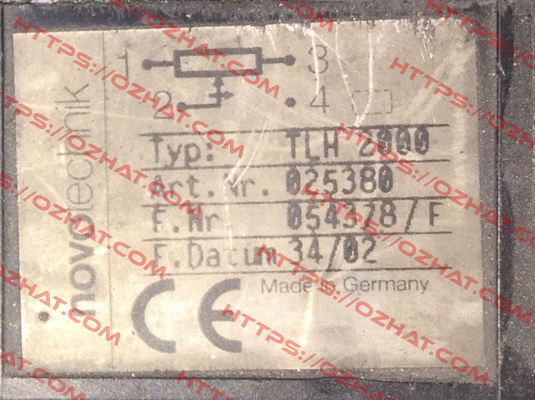 novotechnik
1 3
2 4
Typ: TLH 2000
Art.Nr. 025380
F.Nr 054378/F
F.Datum 34/02
Made in Germany
CE
HTTPS://OZHAT.COM